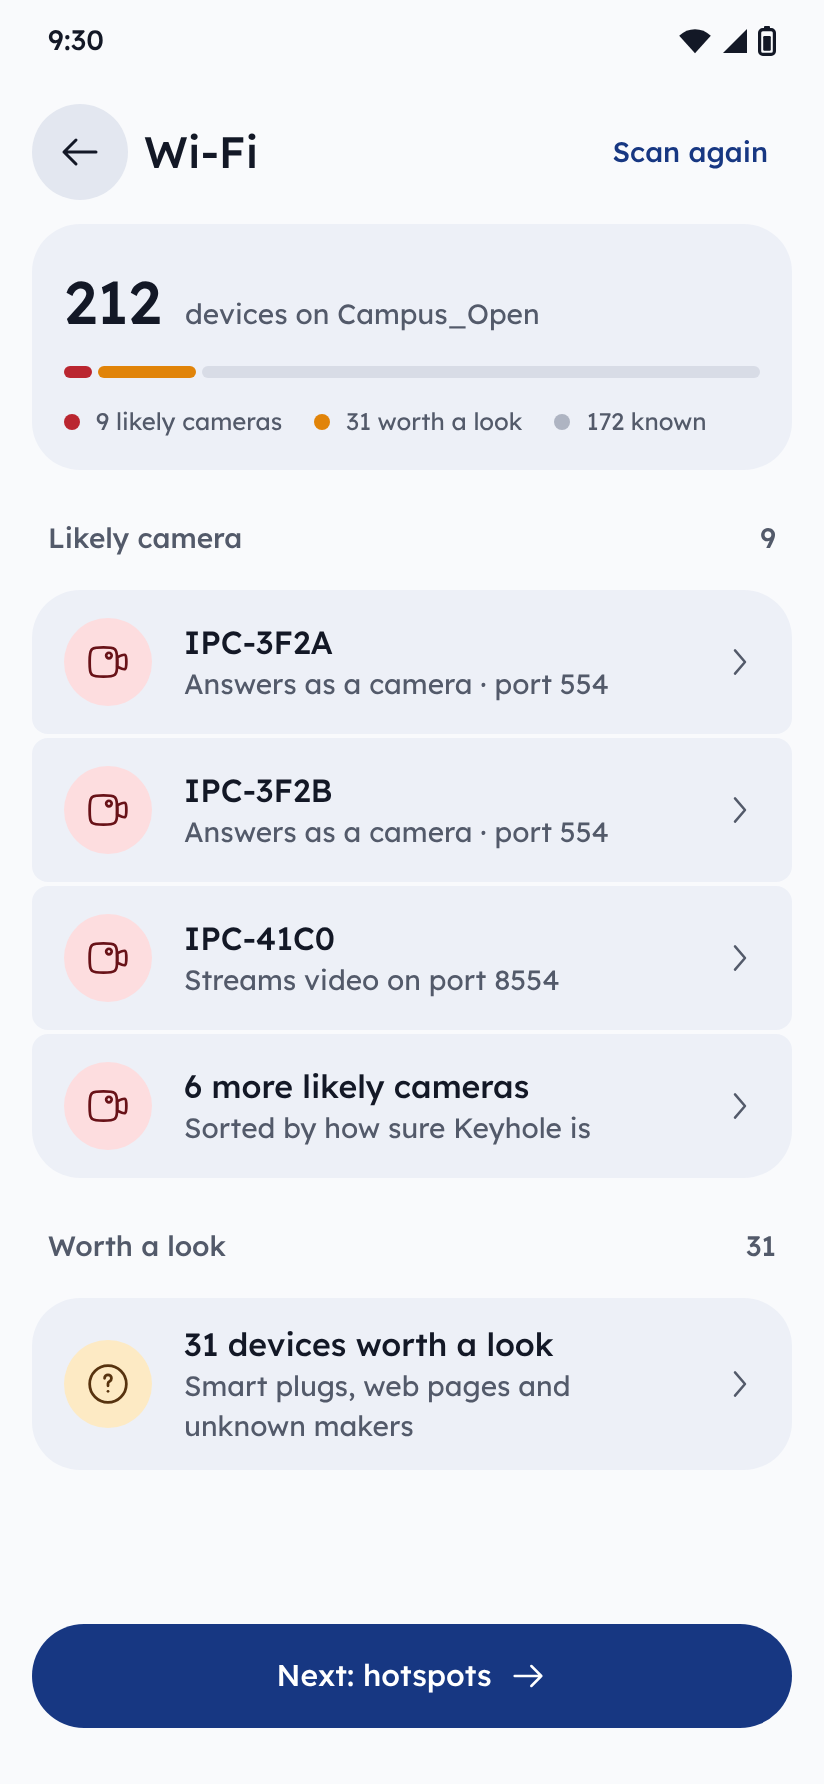 9:30
Wi-Fi
Scan again
212 devices on Campus_Open
9 likely cameras
31 worth a look
172 known
Likely camera
9
IPC-3F2A
Answers as a camera · port 554
IPC-3F2B
Answers as a camera · port 554
IPC-41C0
Streams video on port 8554
6 more likely cameras
Sorted by how sure Keyhole is
Worth a look
31
31 devices worth a look
Smart plugs, web pages and
unknown makers
Next: hotspots